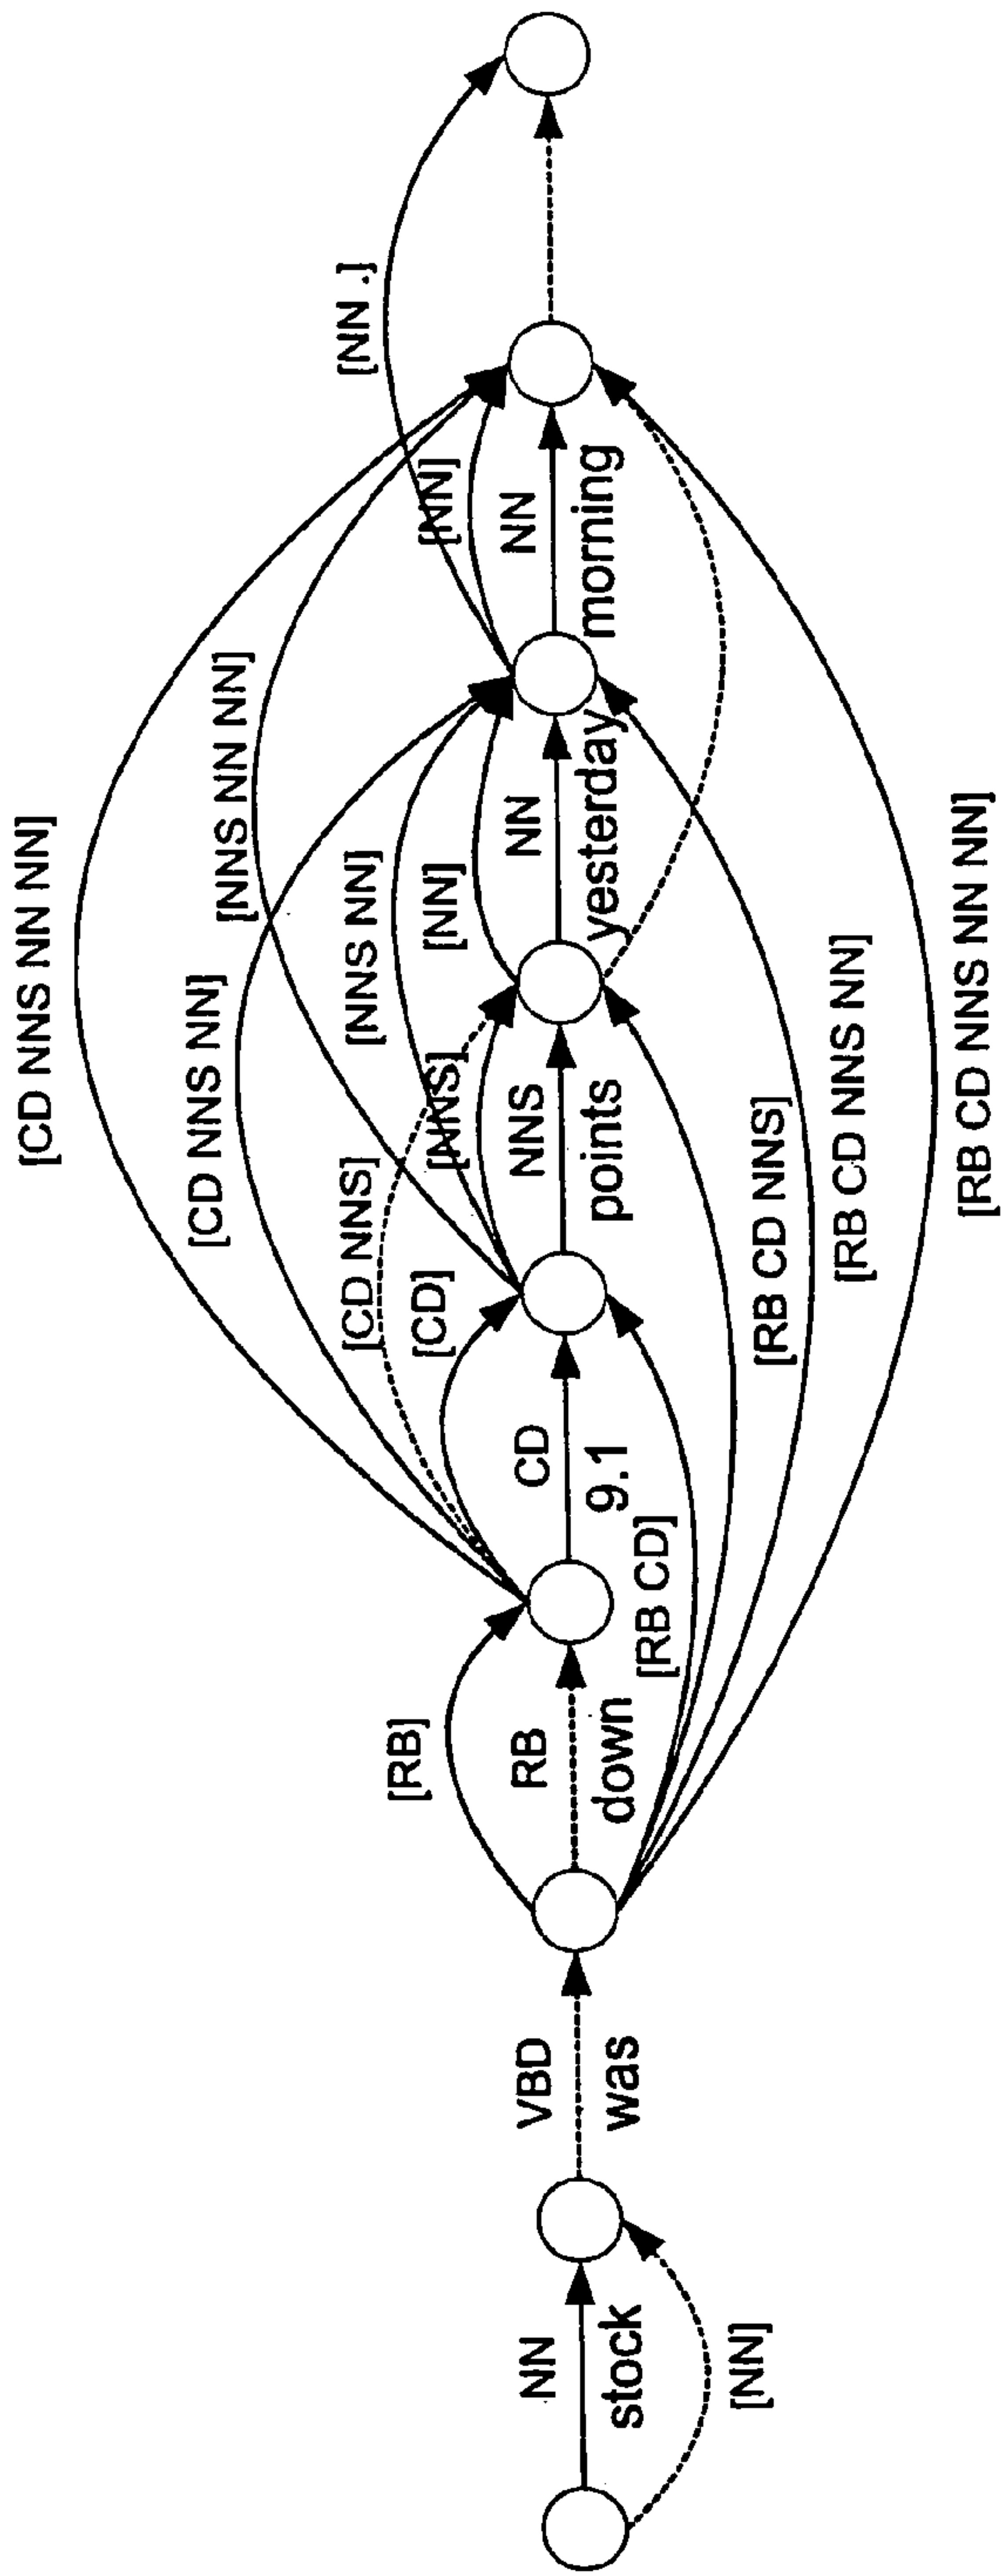 [CD NNS NN NN]
[NNS NN NN]
[CD NNS NN]
[NN .]
[NNS NN]
[CD NNS]
[NN]
[NN]
[NNS]
[CD]
[RB]
NN
VBD
RB
CD
NNS
NN
NN
stock
was
down
9.1
points
yesterday
morning
[NN]
[RB CD]
[RB CD NNS]
[RB CD NNS NN]
[RB CD NNS NN NN]